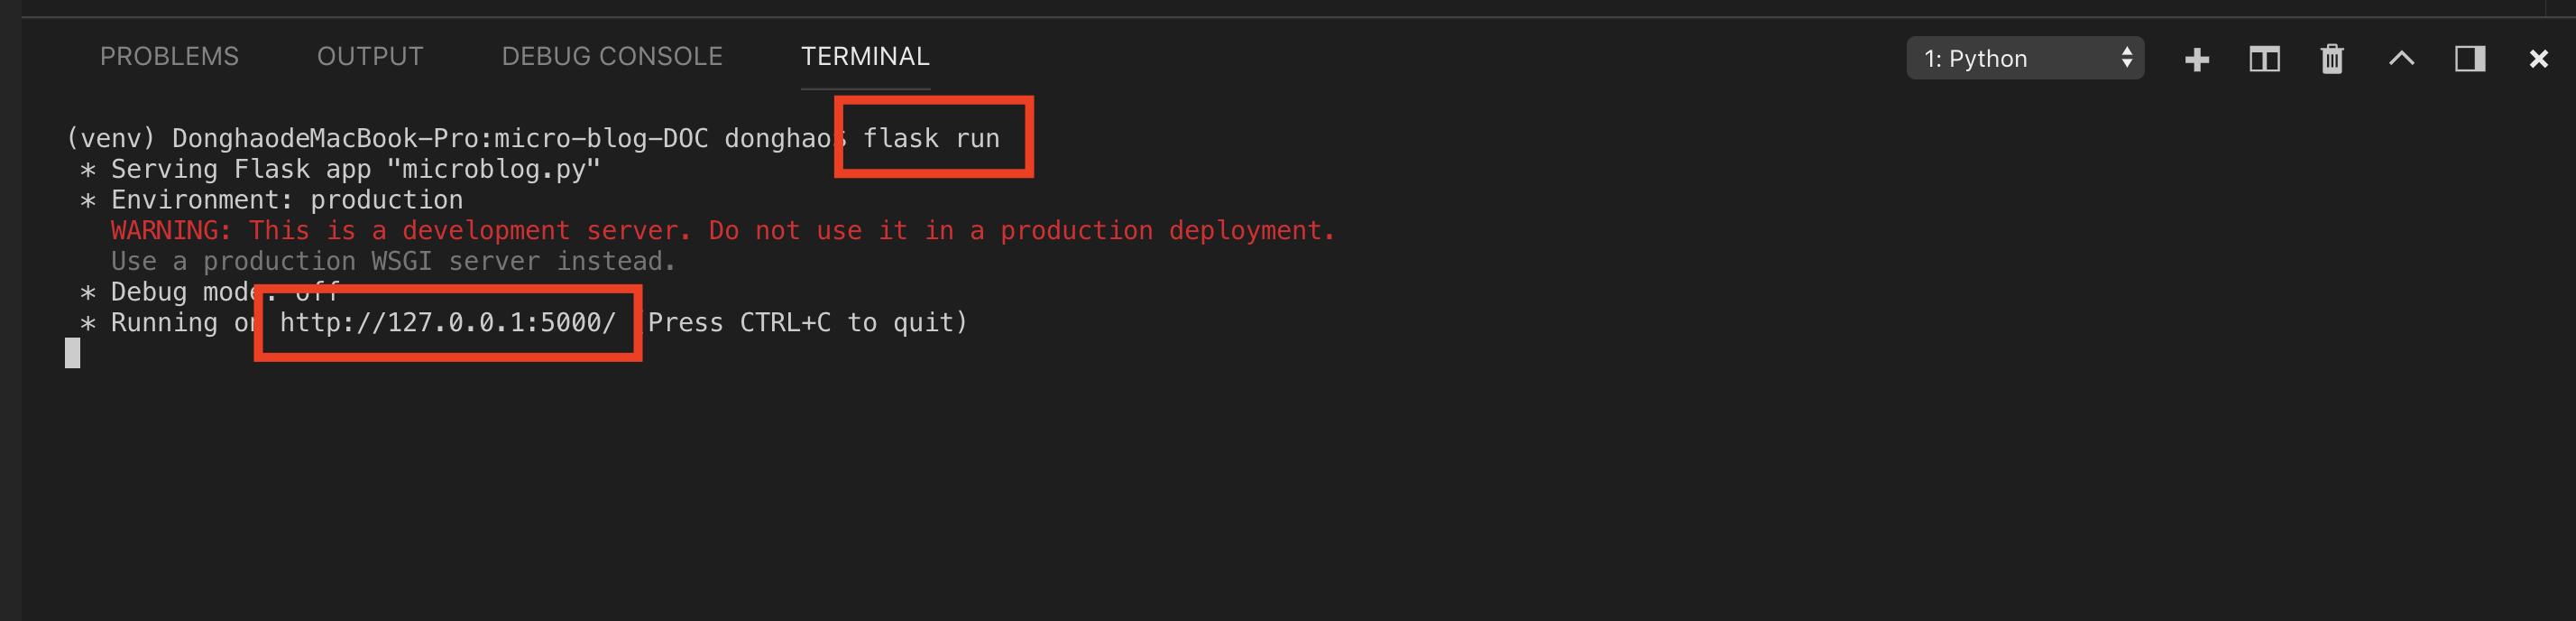 PROBLEMS OUTPUT DEBUG CONSOLE TERMINAL 1: Python
(venv) DonghaodeMacBook-Pro:micro-blog-DOC donghao$ flask run
* Serving Flask app "microblog.py"
* Environment: production
WARNING: This is a development server. Do not use it in a production deployment.
Use a production WSGI server instead.
* Debug mode: off
* Running on http://127.0.0.1:5000/ (Press CTRL+C to quit)